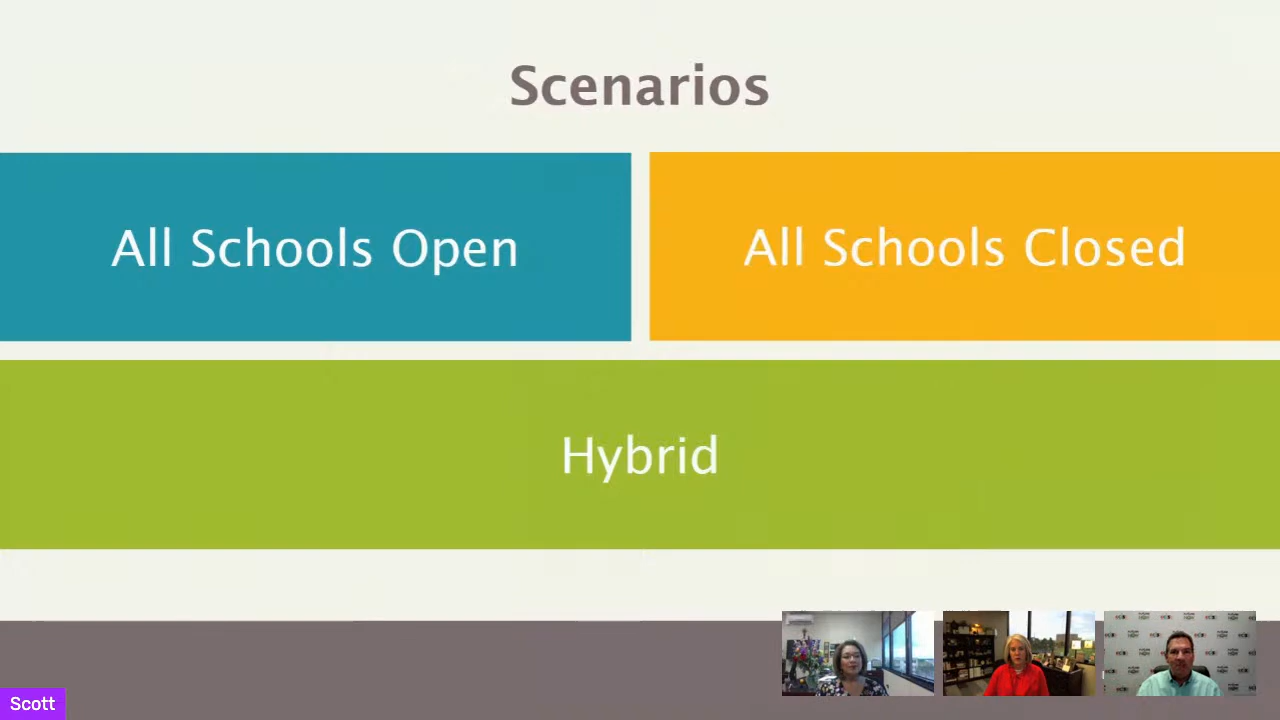 Scenarios
All Schools Open
All Schools Closed
Hybrid
Scott